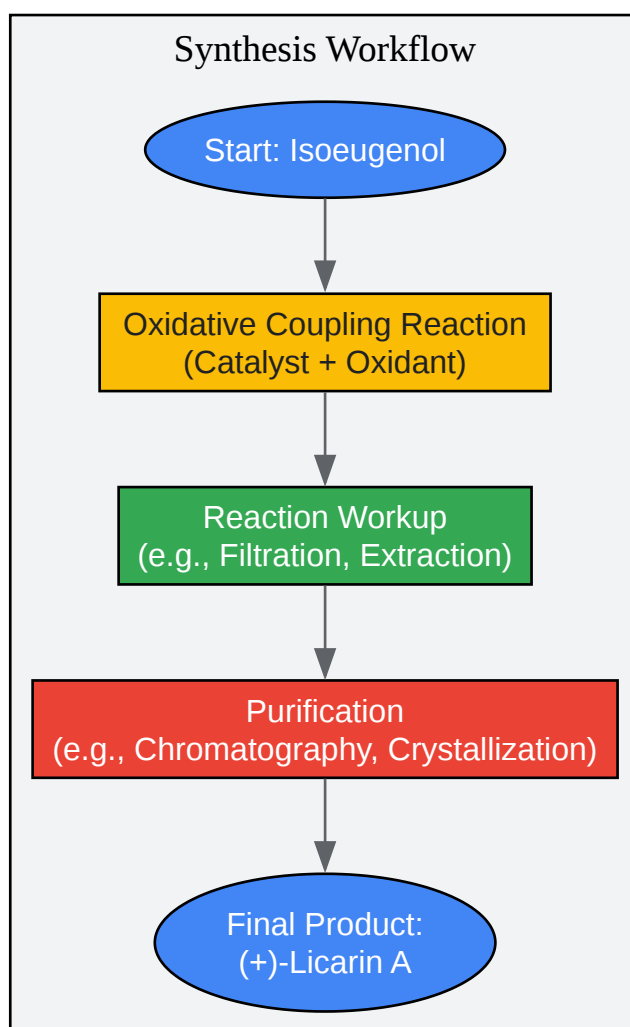 Synthesis Workflow
Start: Isoeugenol
Oxidative Coupling Reaction
(Catalyst + Oxidant)
Reaction Workup
(e.g., Filtration, Extraction)
Purification
(e.g., Chromatography, Crystallization)
Final Product:
(+)-Licarin A